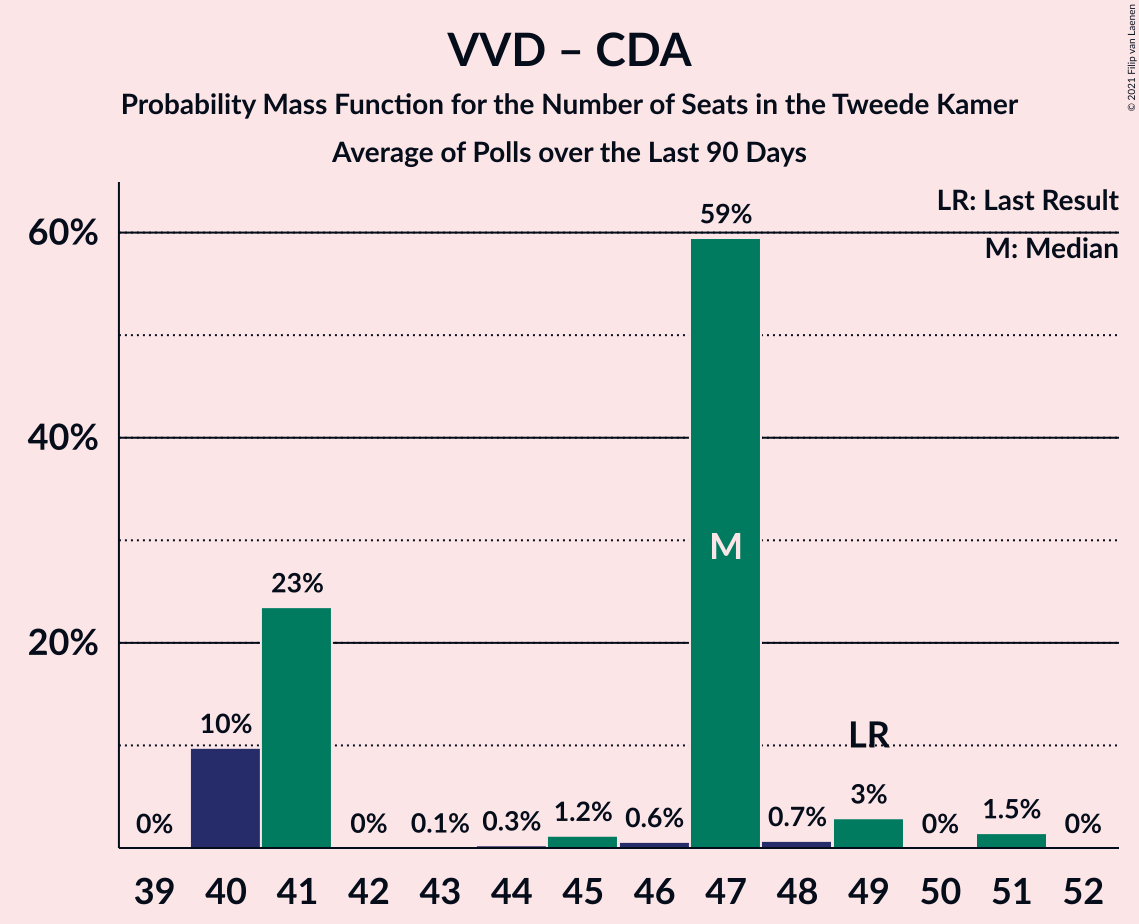 VVD – CDA
Probability Mass Function for the Number of Seats in the Tweede Kamer
Average of Polls over the Last 90 Days
© 2021 Filip van Laenen
LR: Last Result
M: Median
60%
40%
20%
0%
10%
23%
0%
0.1%
0.3%
1.2%
0.6%
59%
M
0.7%
LR
3%
0%
1.5%
0%
39 40 41 42 43 44 45 46 47 48 49 50 51 52